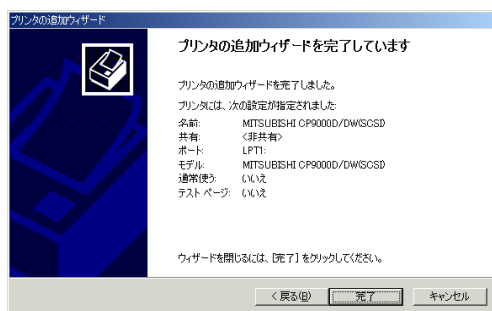 プリンタの追加ウィザード
プリンタの追加ウィザードを完了しています
プリンタの追加ウィザードを完了しました。
プリンタには、次の設定が指定されました:
名前: MITSUBISHI CP9000D/DW(SCSI)
共有: <非共有>
ポート: LPT1:
モデル: MITSUBISHI CP9000D/DW(SCSI)
通常使う: いいえ
テスト ページ: いいえ
ウィザードを閉じるには、[完了] をクリックしてください。
< 戻る(B) 完了 キャンセル